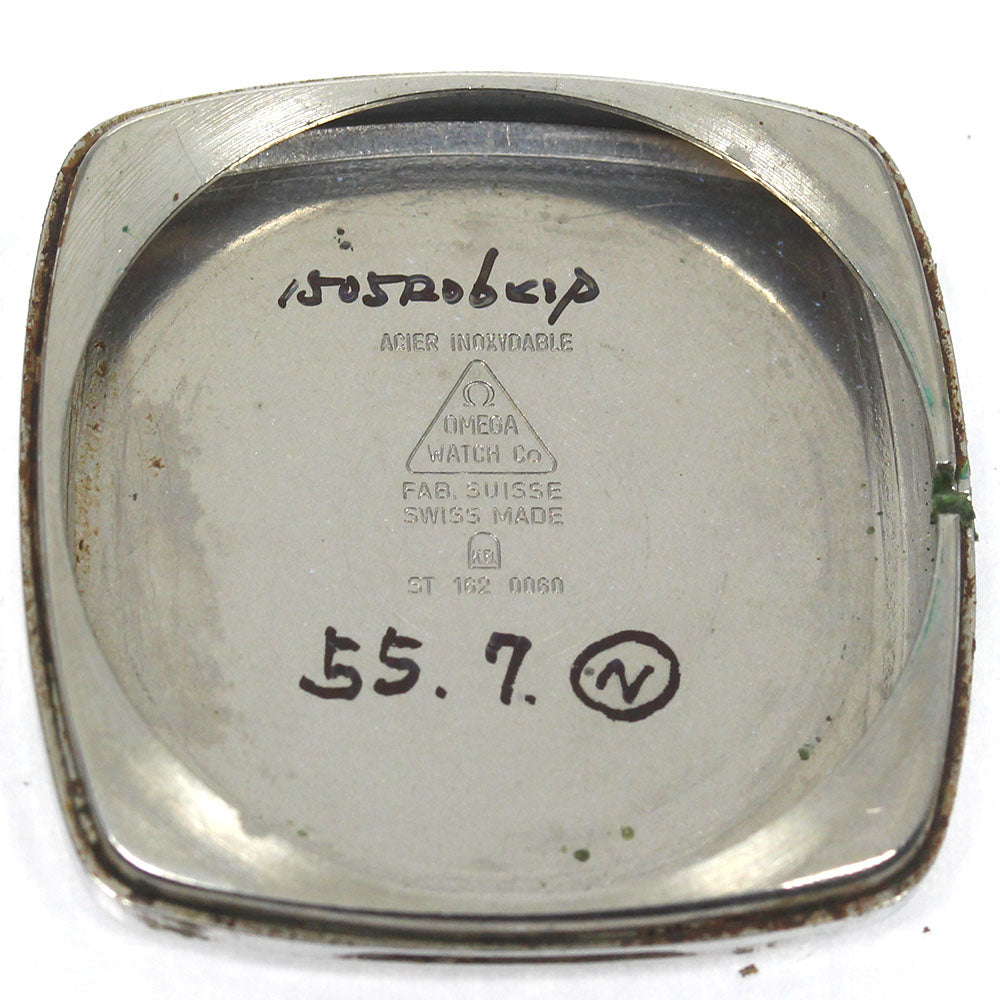 1505R06KIP
ACIER INOXYDABLE
Ω
OMEGA
WATCH Co
FAB. SUISSE
SWISS MADE
ST 162 0060
55.7. N